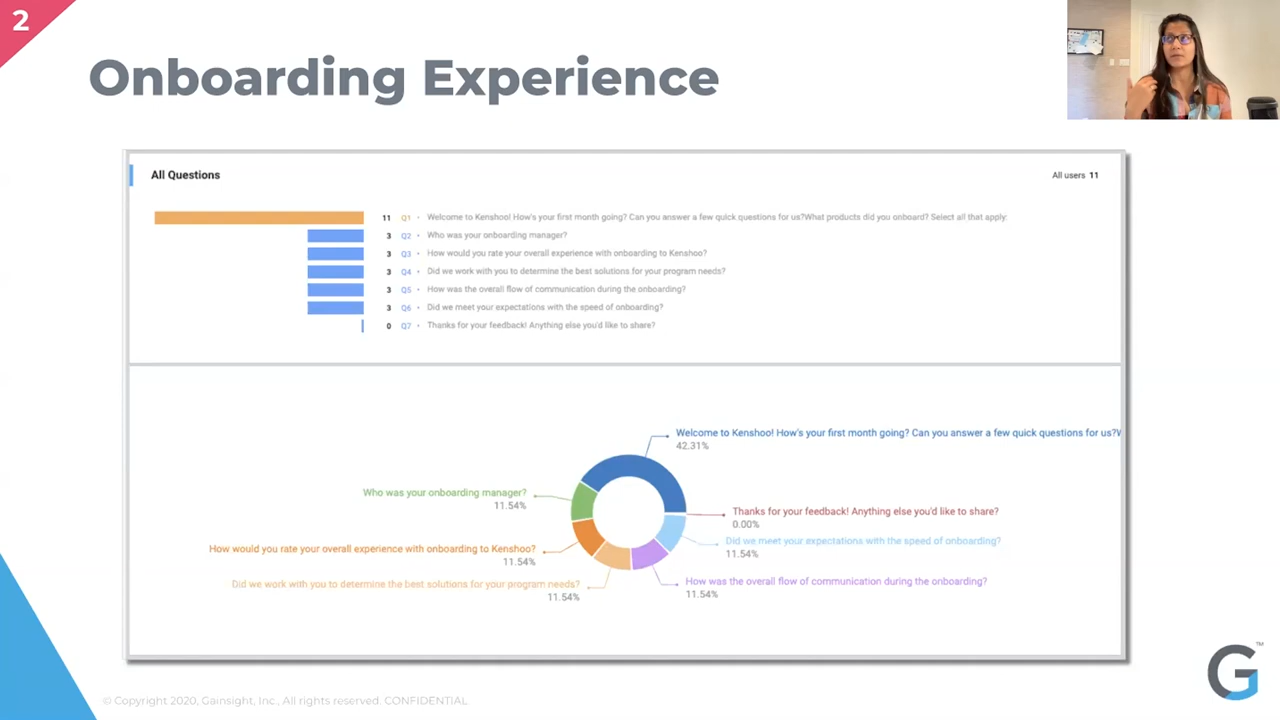 2
Onboarding Experience
All Questions
All users 11
11 Q1 • Welcome to Kenshoo! How's your first month going? Can you answer a few quick questions for us?What products did you onboard? Select all that apply:
3 Q2 • Who was your onboarding manager?
3 Q3 • How would you rate your overall experience with onboarding to Kenshoo?
3 Q4 • Did we work with you to determine the best solutions for your program needs?
3 Q5 • How was the overall flow of communication during the onboarding?
3 Q6 • Did we meet your expectations with the speed of onboarding?
0 Q7 • Thanks for your feedback! Anything else you'd like to share?
Welcome to Kenshoo! How's your first month going? Can you answer a few quick questions for us?W
42.31%
Who was your onboarding manager?
11.54%
Thanks for your feedback! Anything else you'd like to share?
0.00%
Did we meet your expectations with the speed of onboarding?
11.54%
How would you rate your overall experience with onboarding to Kenshoo?
11.54%
How was the overall flow of communication during the onboarding?
11.54%
Did we work with you to determine the best solutions for your program needs?
11.54%
© Copyright 2020, Gainsight, Inc., All rights reserved. CONFIDENTIAL.
G™